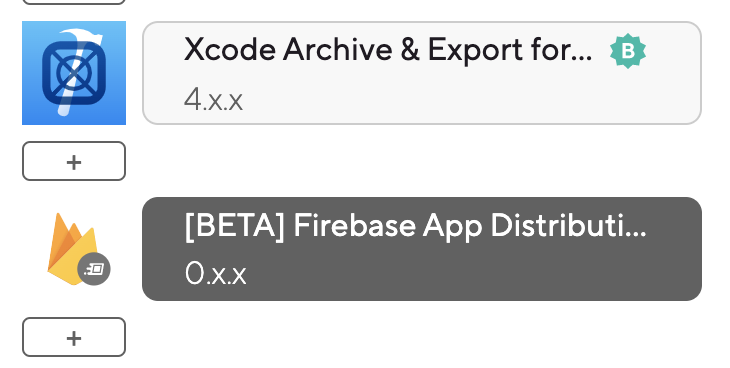 Xcode Archive & Export for...
B
4.x.x
+
[BETA] Firebase App Distributi...
0.x.x
+